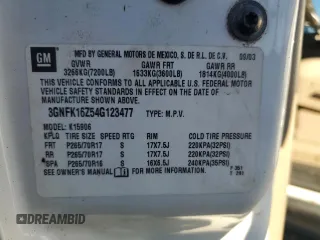 GM
MFD BY GENERAL MOTORS DE MEXICO, S. DE R.L. DE C.V.
09/03
GVWR GAWR FRT GAWR RR
3266KG(7200LB) 1633KG(3600LB) 1814KG(4000LB)
THIS VEHICLE CONFORMS TO ALL APPLICABLE U.S. FEDERAL MOTOR
VEHICLE SAFETY STANDARDS IN EFFECT ON THE DATE OF
MANUFACTURE SHOWN ABOVE.
3GNFK16Z54G123477 TYPE: M.P.V.
MODEL: K15906
KPLG TIRE SIZE SPEED RTG RIM COLD TIRE PRESSURE
FRT P265/70R17 S 17X7.5J 220KPA(32PSI)
RR P265/70R17 S 17X7.5J 220KPA(32PSI)
SPA P265/70R16 S 16X6.5J 240KPA(35PSI)
SEE OWNER'S MANUAL FOR MORE INFORMATION.
DREAMBID